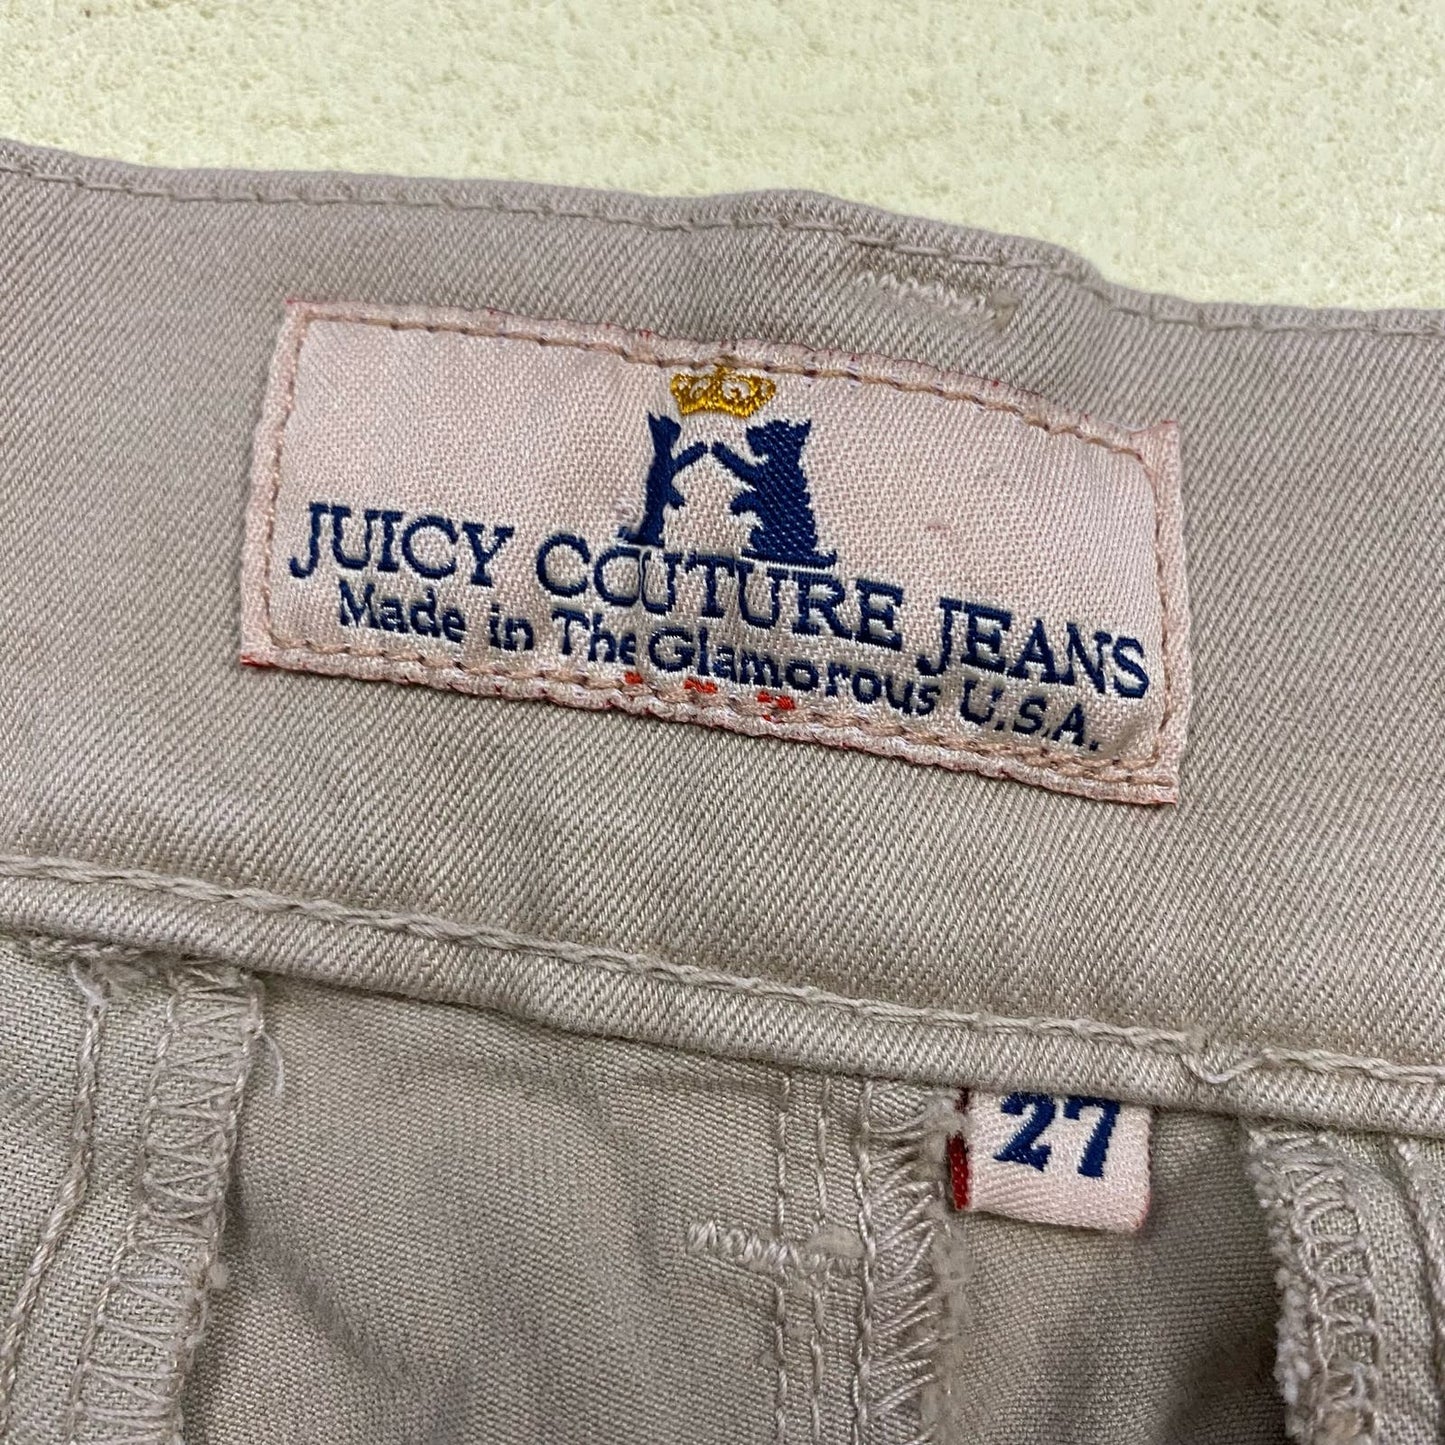 JUICY COUTURE JEANS
Made in The Glamorous U.S.A.
27